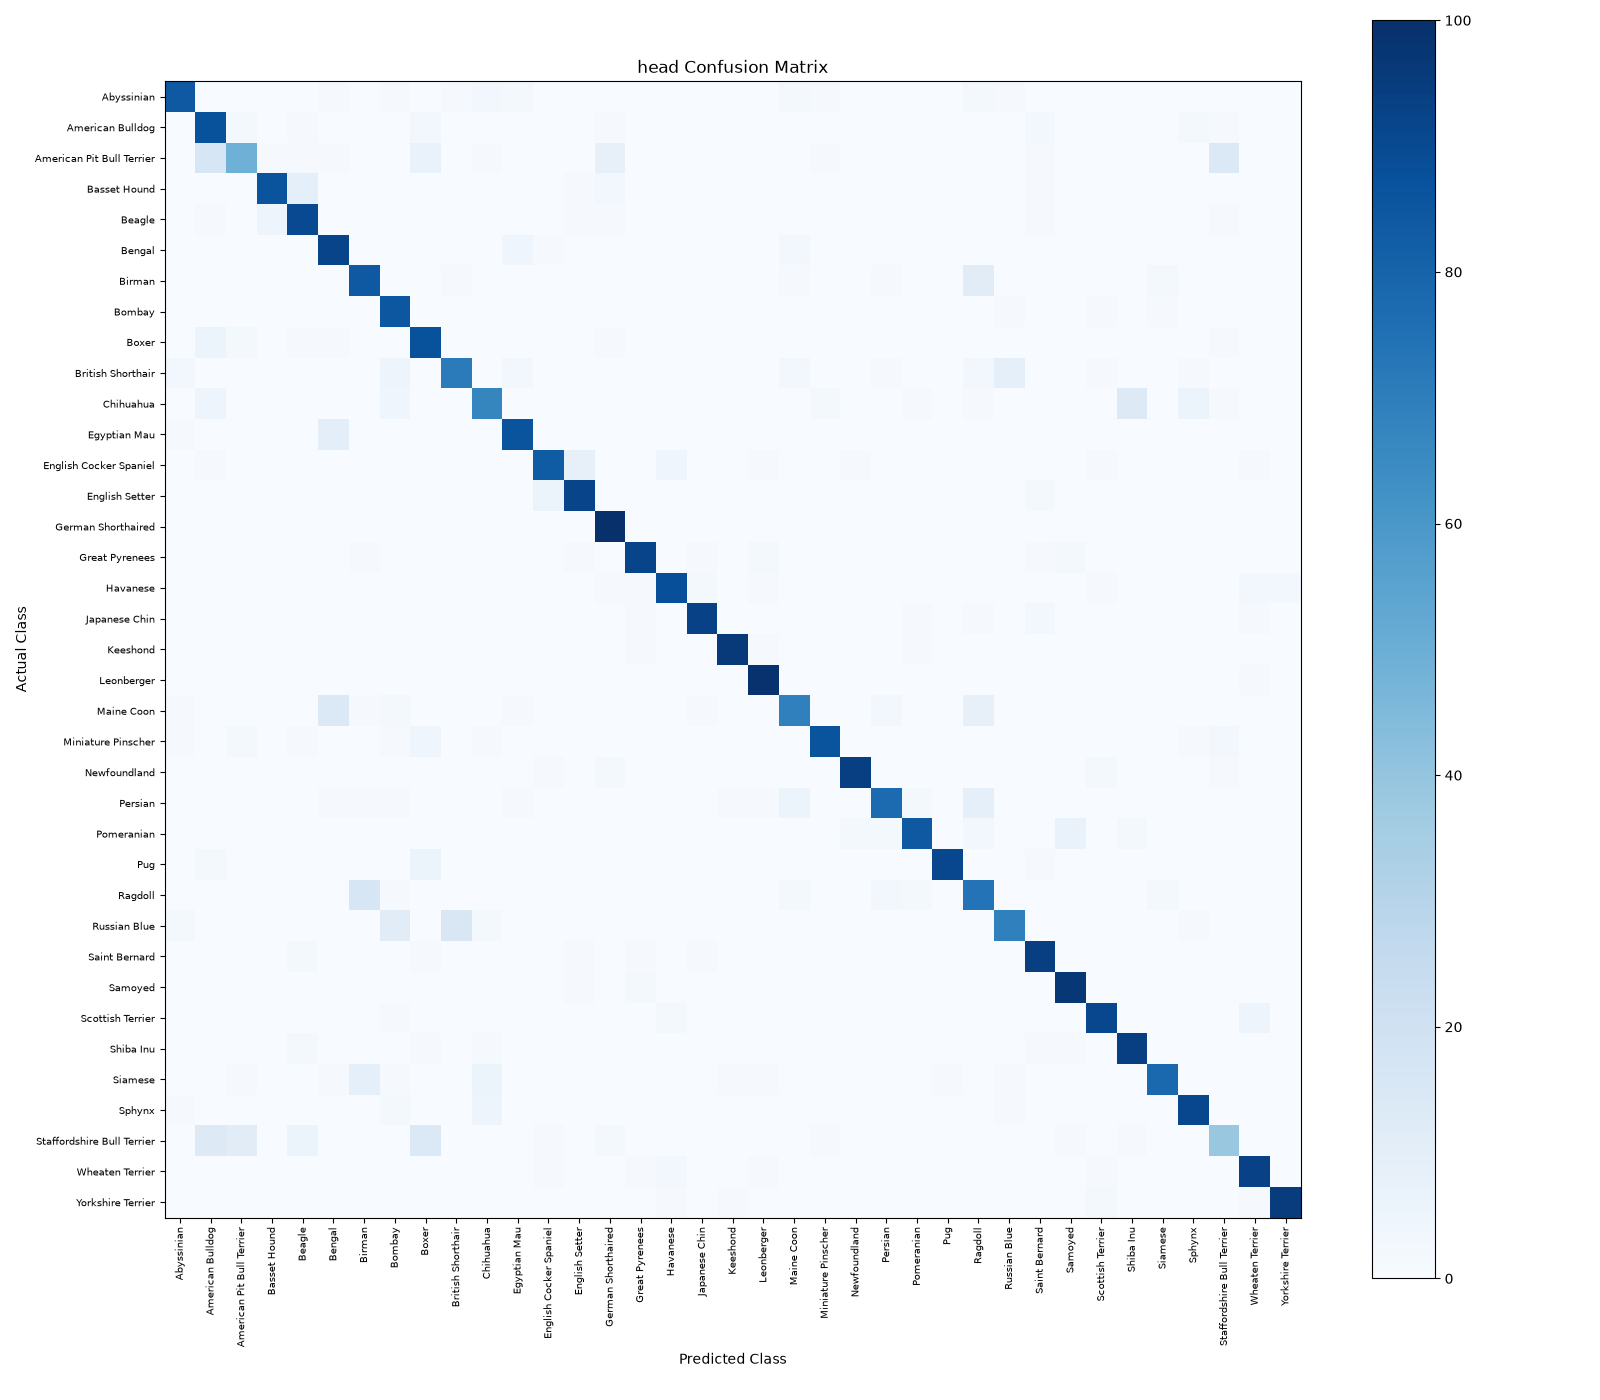 head Confusion Matrix
Actual Class
Abyssinian
American Bulldog
American Pit Bull Terrier
Basset Hound
Beagle
Bengal
Birman
Bombay
Boxer
British Shorthair
Chihuahua
Egyptian Mau
English Cocker Spaniel
English Setter
German Shorthaired
Great Pyrenees
Havanese
Japanese Chin
Keeshond
Leonberger
Maine Coon
Miniature Pinscher
Newfoundland
Persian
Pomeranian
Pug
Ragdoll
Russian Blue
Saint Bernard
Samoyed
Scottish Terrier
Shiba Inu
Siamese
Sphynx
Staffordshire Bull Terrier
Wheaten Terrier
Yorkshire Terrier
Abyssinian
American Bulldog
American Pit Bull Terrier
Basset Hound
Beagle
Bengal
Birman
Bombay
Boxer
British Shorthair
Chihuahua
Egyptian Mau
English Cocker Spaniel
English Setter
German Shorthaired
Great Pyrenees
Havanese
Japanese Chin
Keeshond
Leonberger
Maine Coon
Miniature Pinscher
Newfoundland
Persian
Pomeranian
Pug
Ragdoll
Russian Blue
Saint Bernard
Samoyed
Scottish Terrier
Shiba Inu
Siamese
Sphynx
Staffordshire Bull Terrier
Wheaten Terrier
Yorkshire Terrier
Predicted Class
100
80
60
40
20
0